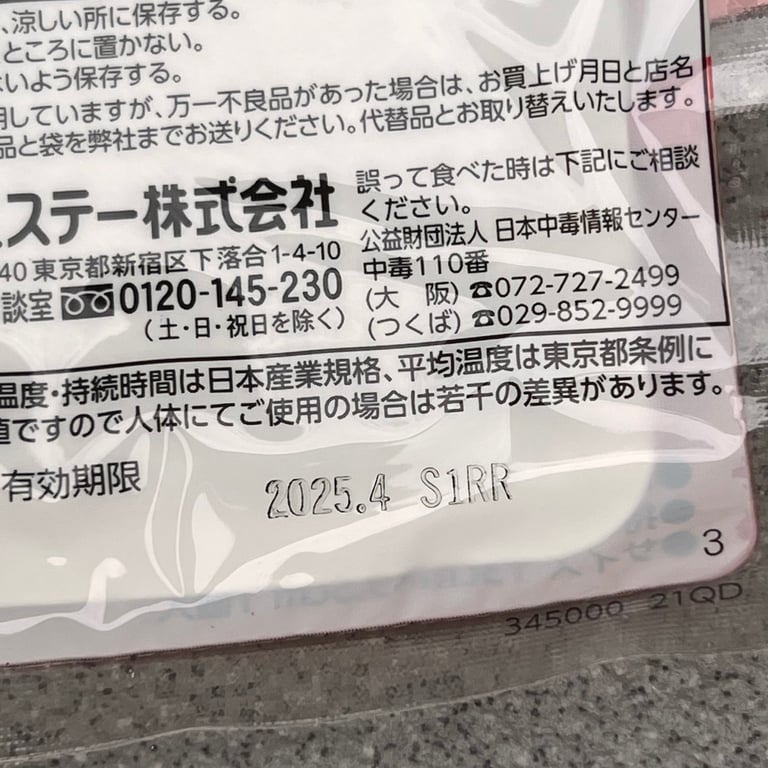 、涼しい所に保存する。
ところに置かない。
いよう保存する。
していますが、万一不良品があった場合は、お買上げ月日と店名
品と袋を弊社までお送りください。代替品とお取り替えいたします。
ステー株式会社
40 東京都新宿区下落合1-4-10
談室 0120-145-230
(土・日・祝日を除く)
誤って食べた時は下記にご相談
ください。
公益財団法人 日本中毒情報センター
中毒110番
(大 阪) ☎072-727-2499
(つくば) ☎029-852-9999
温度・持続時間は日本産業規格、平均温度は東京都条例に
値ですので人体にてご使用の場合は若干の差異があります。
有効期限
2025.4 S1RR
3
345000 21QD